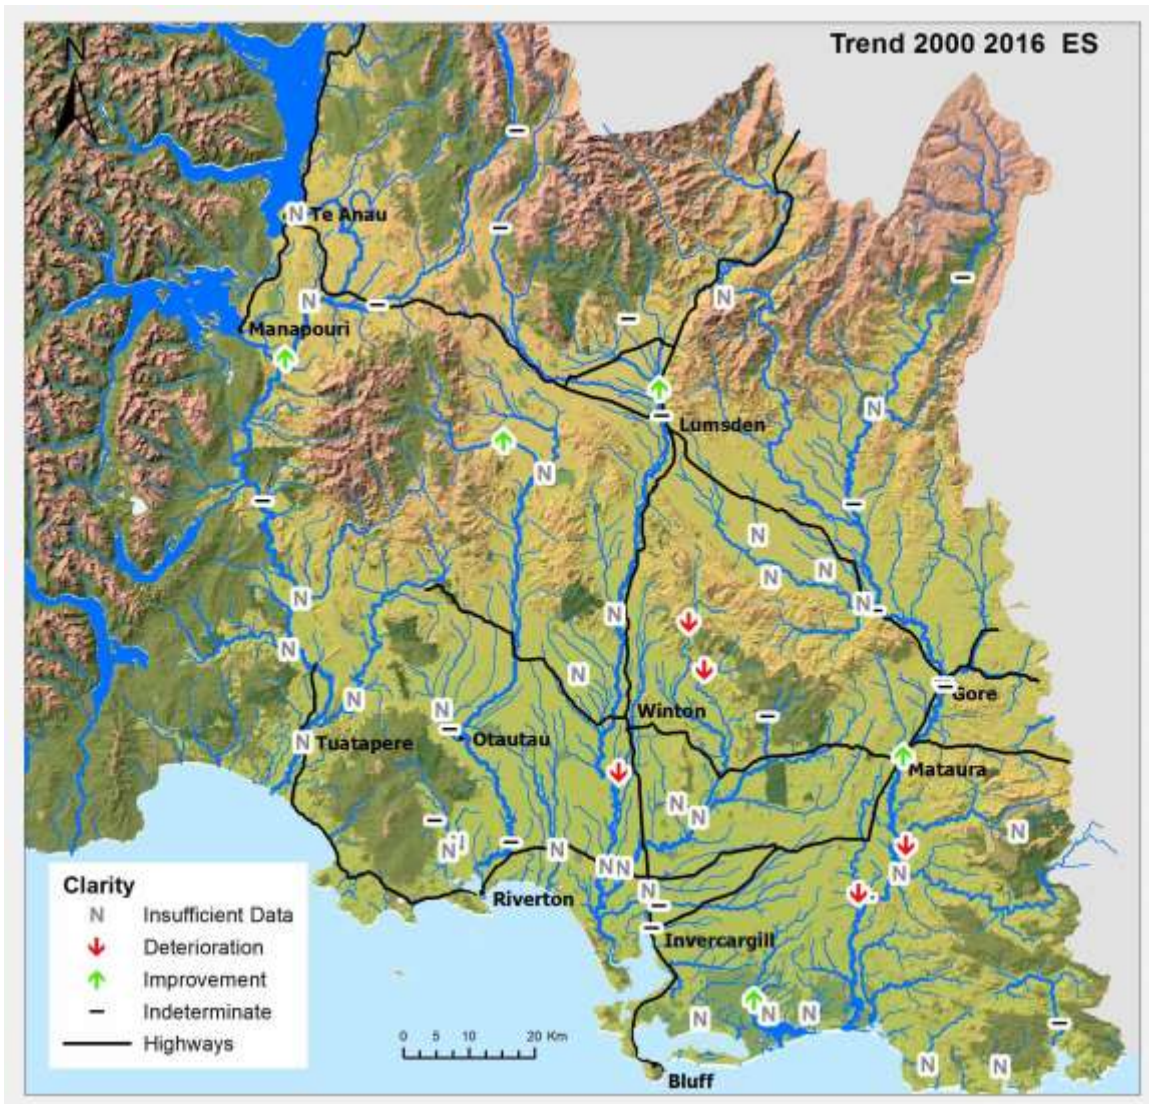 Trend 2000 2016 ES
N
N
Te Anau
N
N
Manapouri
N
Lumsden
N
N
N
N
N
N
N
N
N
N
Gore
N
N
Winton
N
Otautau
Tuatapere
Mataura
N
N
N
N
N
N
N
N
N
Riverton
Invercargill
N
N
N
N
N
Bluff
Clarity
N Insufficient Data
Deterioration
Improvement
Indeterminate
Highways
0 5 10 20 Km